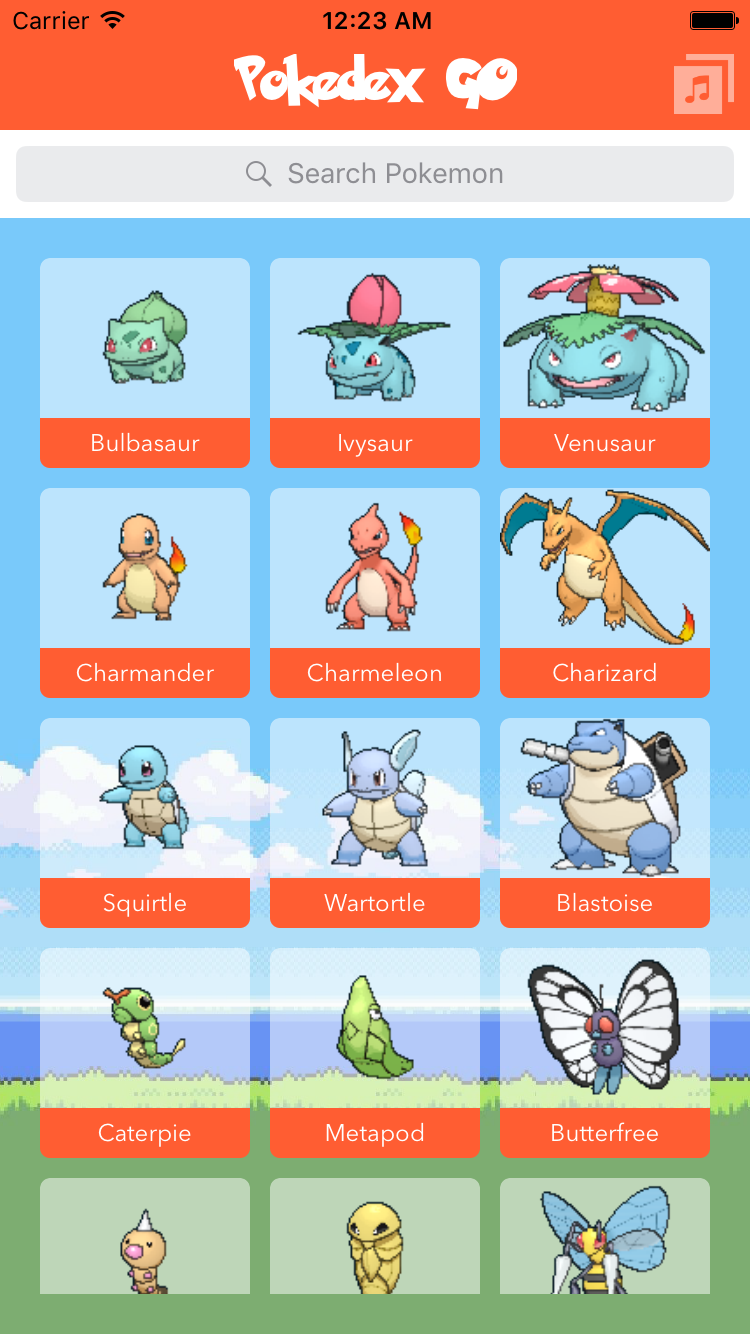 Carrier 12:23 AM
Pokedex GO
Search Pokemon
Bulbasaur Ivysaur Venusaur
Charmander Charmeleon Charizard
Squirtle Wartortle Blastoise
Caterpie Metapod Butterfree